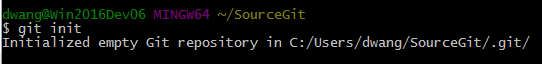 dwang@Win2016Dev06 MINGW64 ~/SourceGit
$ git init
Initialized empty Git repository in C:/Users/dwang/SourceGit/.git/